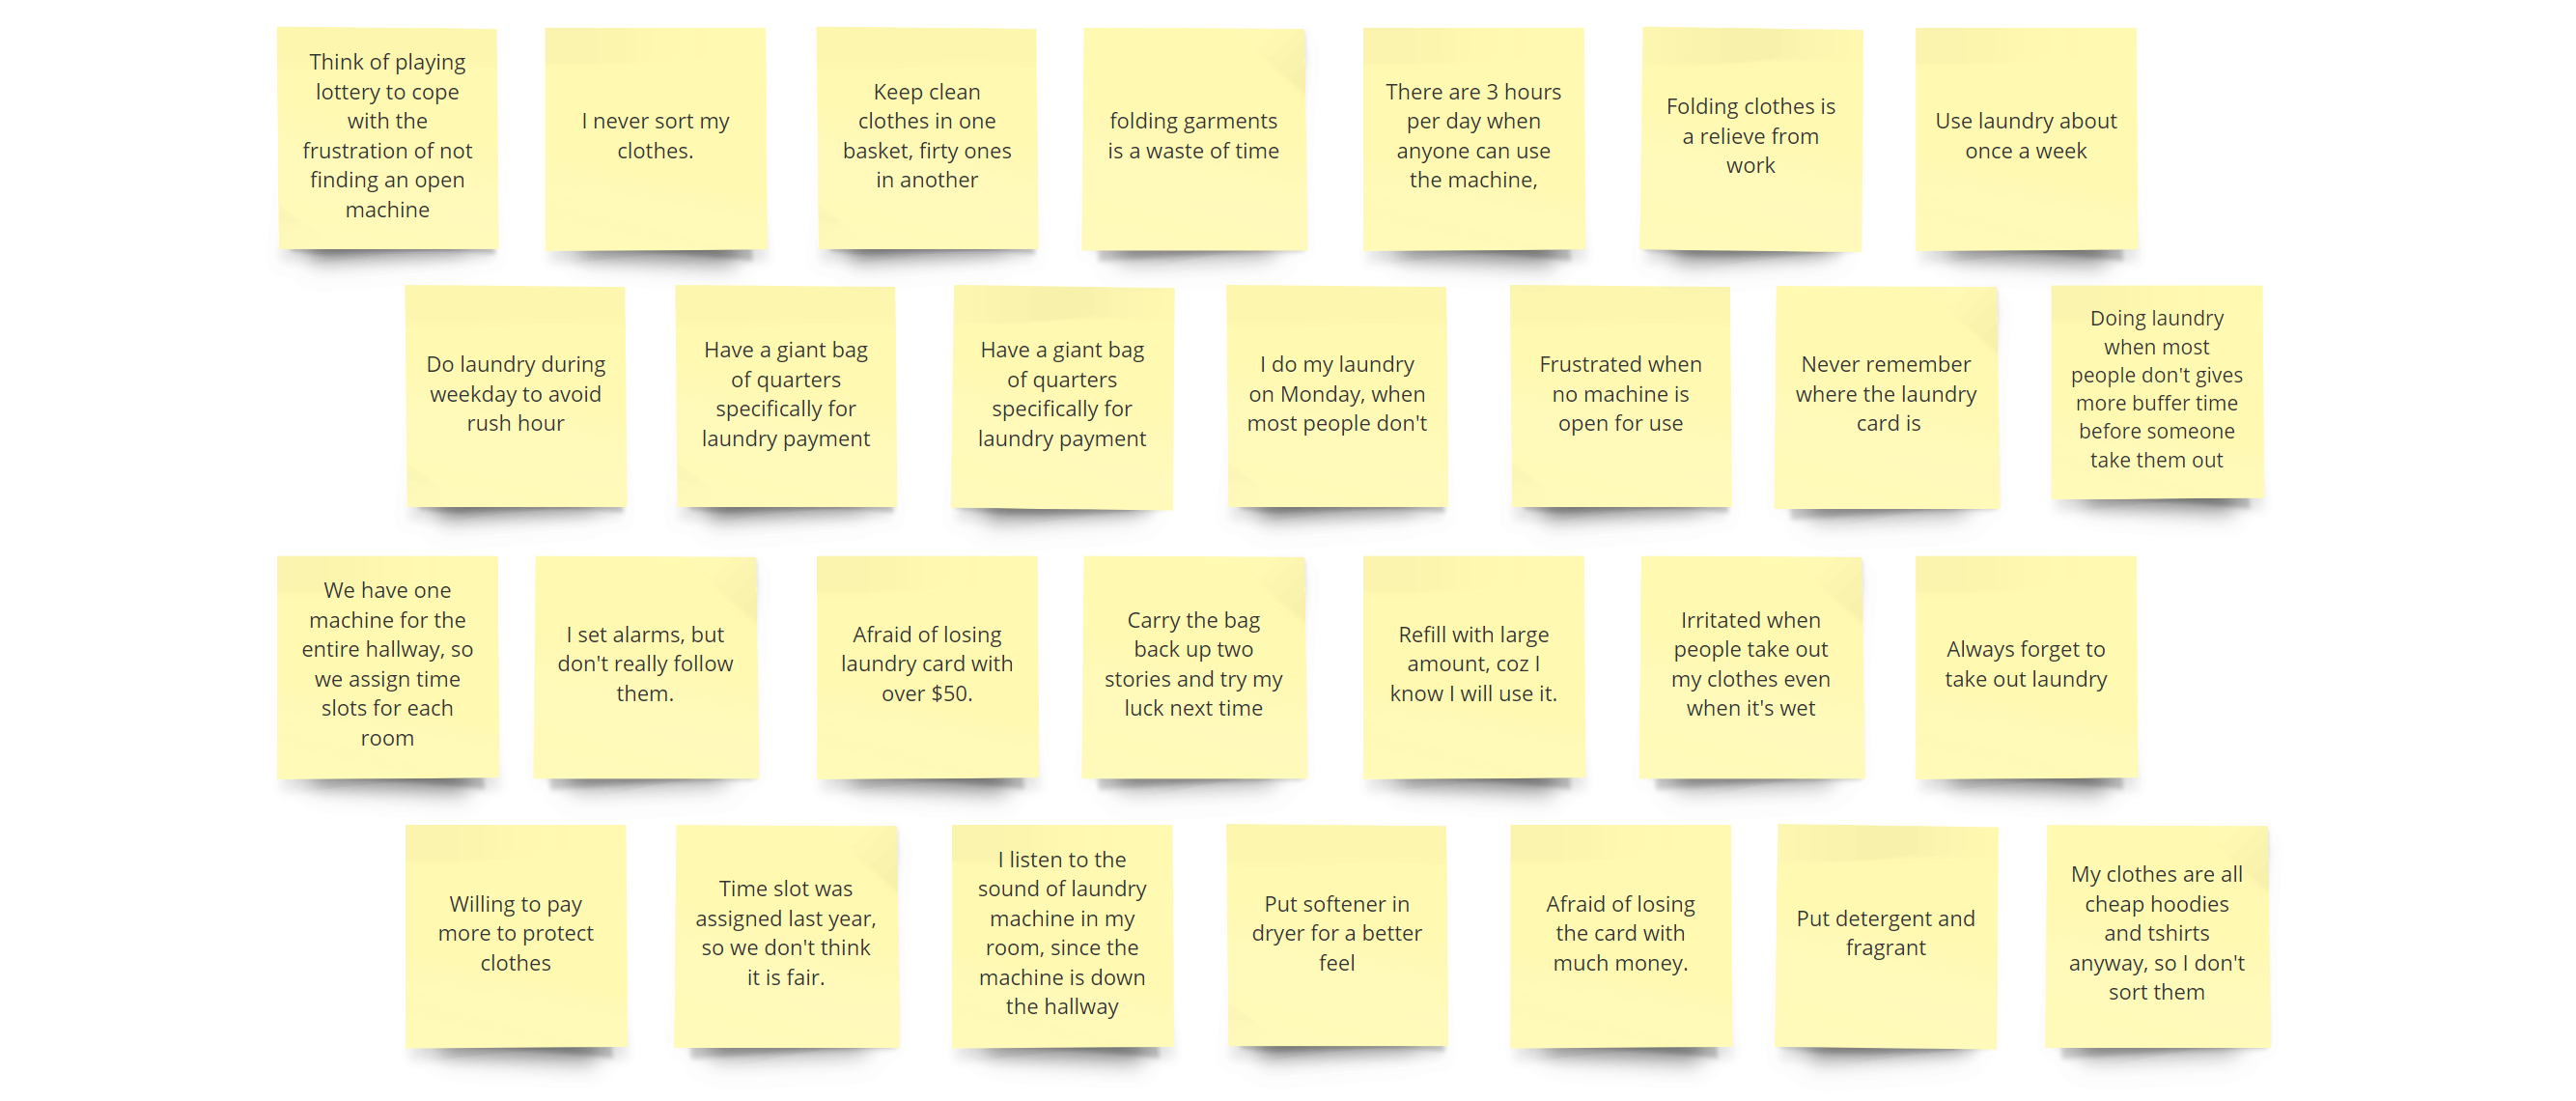 Think of playing
lottery to cope
with the
frustration of not
finding an open
machine
I never sort my
clothes.
Keep clean
clothes in one
basket, firty ones
in another
folding garments
is a waste of time
There are 3 hours
per day when
anyone can use
the machine,
Folding clothes is
a relieve from
work
Use laundry about
once a week
Do laundry during
weekday to avoid
rush hour
Have a giant bag
of quarters
specifically for
laundry payment
Have a giant bag
of quarters
specifically for
laundry payment
I do my laundry
on Monday, when
most people don't
Frustrated when
no machine is
open for use
Never remember
where the laundry
card is
Doing laundry
when most
people don't gives
more buffer time
before someone
take them out
We have one
machine for the
entire hallway, so
we assign time
slots for each
room
I set alarms, but
don't really follow
them.
Afraid of losing
laundry card with
over $50.
Carry the bag
back up two
stories and try my
luck next time
Refill with large
amount, coz I
know I will use it.
Irritated when
people take out
my clothes even
when it's wet
Always forget to
take out laundry
Willing to pay
more to protect
clothes
Time slot was
assigned last year,
so we don't think
it is fair.
I listen to the
sound of laundry
machine in my
room, since the
machine is down
the hallway
Put softener in
dryer for a better
feel
Afraid of losing
the card with
much money.
Put detergent and
fragrant
My clothes are all
cheap hoodies
and tshirts
anyway, so I don't
sort them